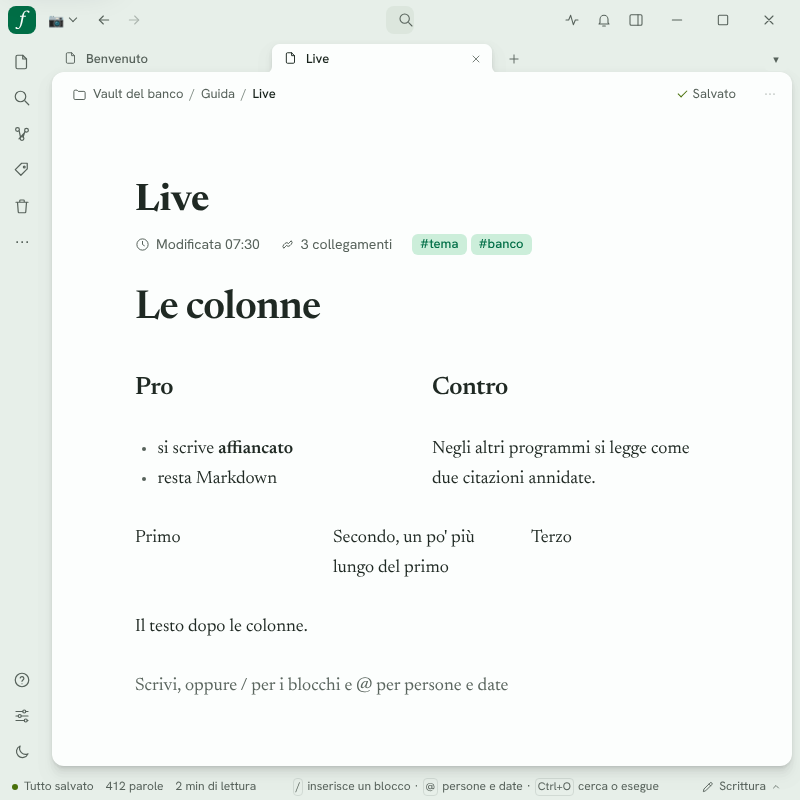 f
Benvenuto
Live
Vault del banco / Guida / Live
Salvato
Live
Modificata 07:30 3 collegamenti #tema #banco
Le colonne
Pro
• si scrive affiancato
• resta Markdown
Contro
Negli altri programmi si legge come
due citazioni annidate.
Primo
Secondo, un po' più
lungo del primo
Terzo
Il testo dopo le colonne.
Scrivi, oppure / per i blocchi e @ per persone e date
Tutto salvato 412 parole 2 min di lettura / inserisce un blocco · @ persone e date · Ctrl+O cerca o esegue Scrittura